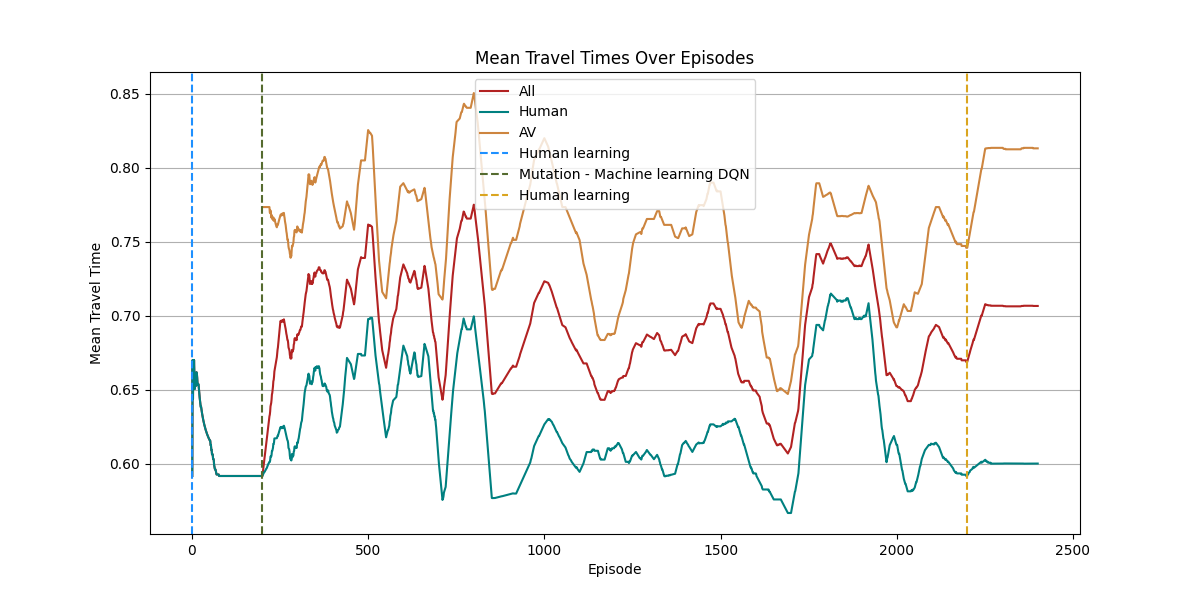 Mean Travel Times Over Episodes
All
Human
AV
Human learning
Mutation - Machine learning DQN
Human learning
0.85
0.80
0.75
0.70
0.65
0.60
Mean Travel Time
0
500
1000
1500
2000
2500
Episode